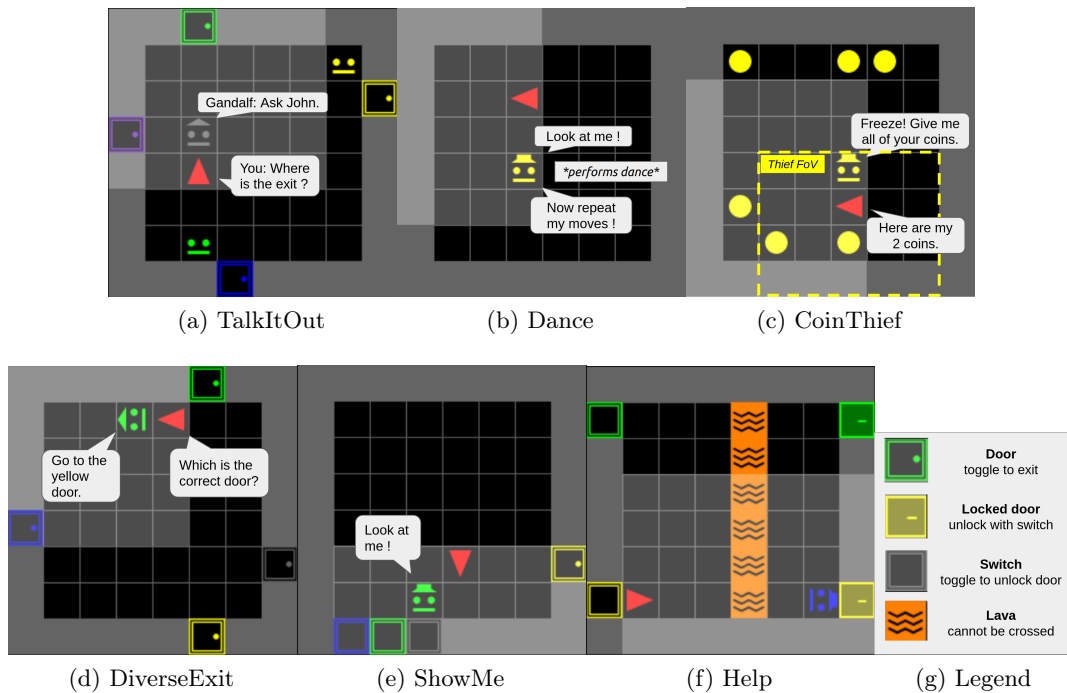 Gandalf: Ask John.
You: Where
is the exit ?
Look at me !
*performs dance*
Now repeat
my moves !
Freeze! Give me
all of your coins.
Thief FoV
Here are my
2 coins.
(a) TalkItOut
(b) Dance
(c) CoinThief
Go to the
yellow
door.
Which is the
correct door?
Look at
me !
Door
toggle to exit
Locked door
unlock with switch
Switch
toggle to unlock door
Lava
cannot be crossed
(d) DiverseExit
(e) ShowMe
(f) Help
(g) Legend